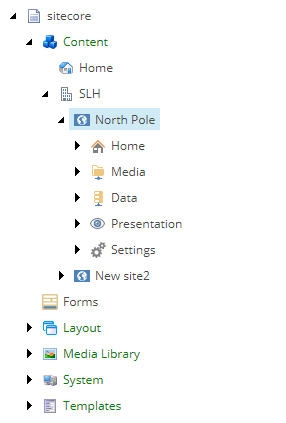 sitecore
Content
Home
SLH
North Pole
Home
Media
Data
Presentation
Settings
New site2
Forms
Layout
Media Library
System
Templates